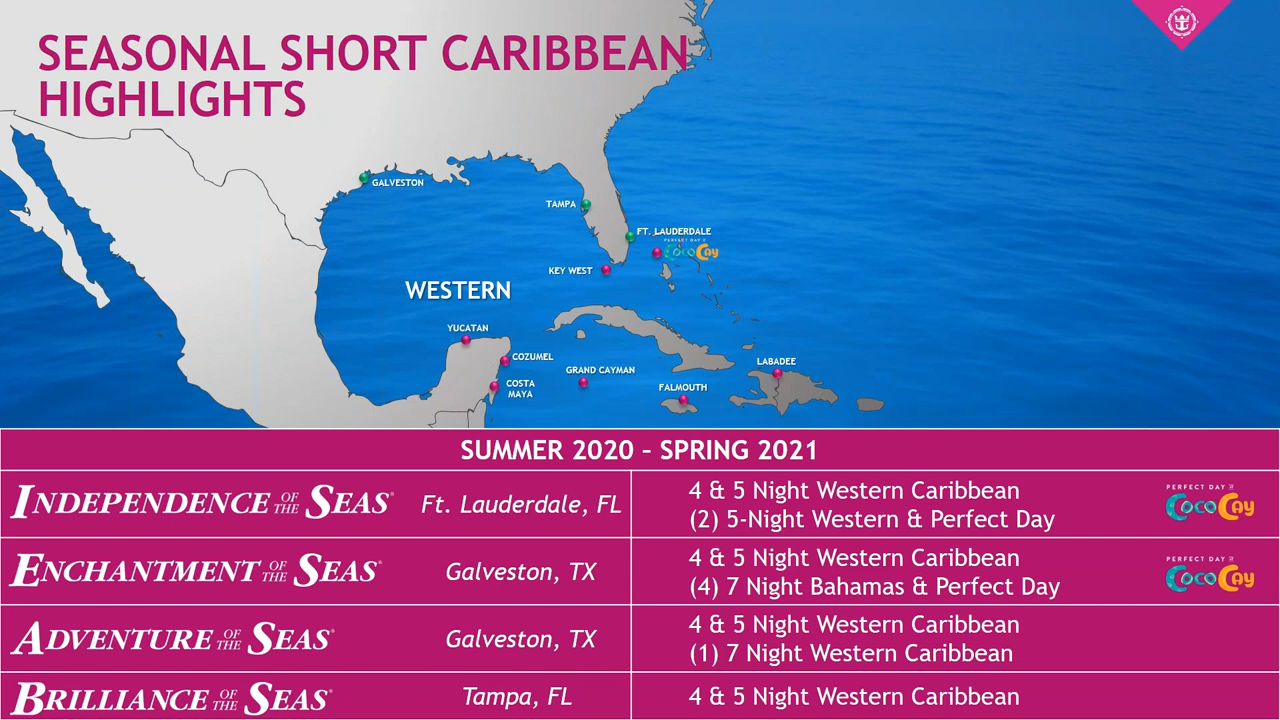 SEASONAL SHORT CARIBBEAN
HIGHLIGHTS
GALVESTON
TAMPA
FT. LAUDERDALE
PERFECT DAY
CocoCay
KEY WEST
WESTERN
YUCATAN
COZUMEL
GRAND CAYMAN
LABADEE
COSTA
MAYA
FALMOUTH
SUMMER 2020 – SPRING 2021
INDEPENDENCE OF THE SEAS® Ft. Lauderdale, FL
4 & 5 Night Western Caribbean
(2) 5-Night Western & Perfect Day
PERFECT DAY AT
CocoCay
ENCHANTMENT OF THE SEAS® Galveston, TX
4 & 5 Night Western Caribbean
(4) 7 Night Bahamas & Perfect Day
PERFECT DAY AT
CocoCay
ADVENTURE OF THE SEAS® Galveston, TX
4 & 5 Night Western Caribbean
(1) 7 Night Western Caribbean
BRILLIANCE OF THE SEAS® Tampa, FL
4 & 5 Night Western Caribbean